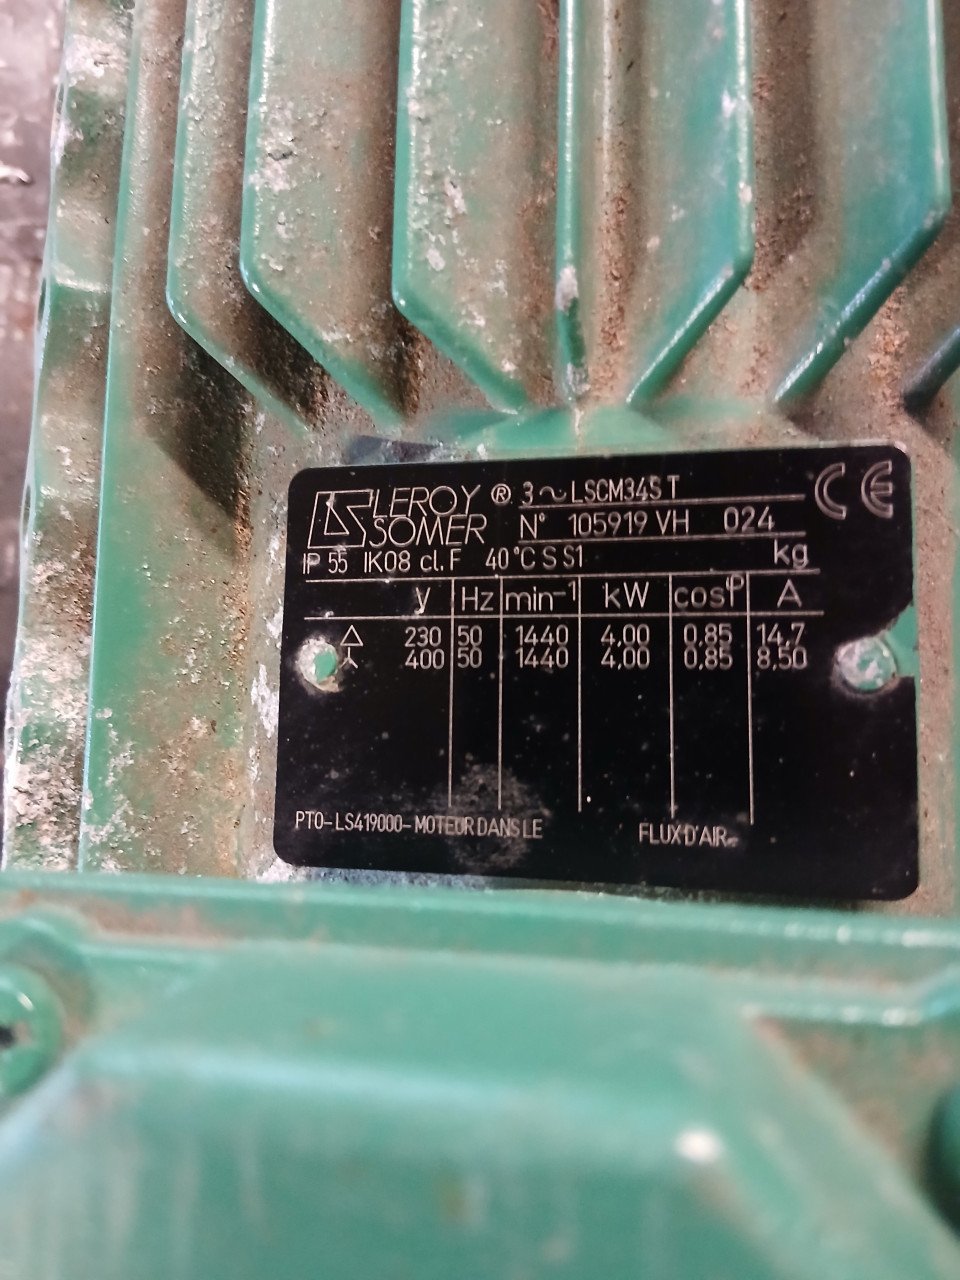 LEROY SOMER ® 3~ LSCM34S T
N° 105919 VH 024
IP 55 IK08 cl. F 40°C S S1 kg
V Hz min-1 kW cosφ A
△ 230 50 1440 4,00 0,85 14,7
⅄ 400 50 1440 4,00 0,85 8,50
PTO-LS419000-MOTEUR DANS LE FLUX D'AIR
CE